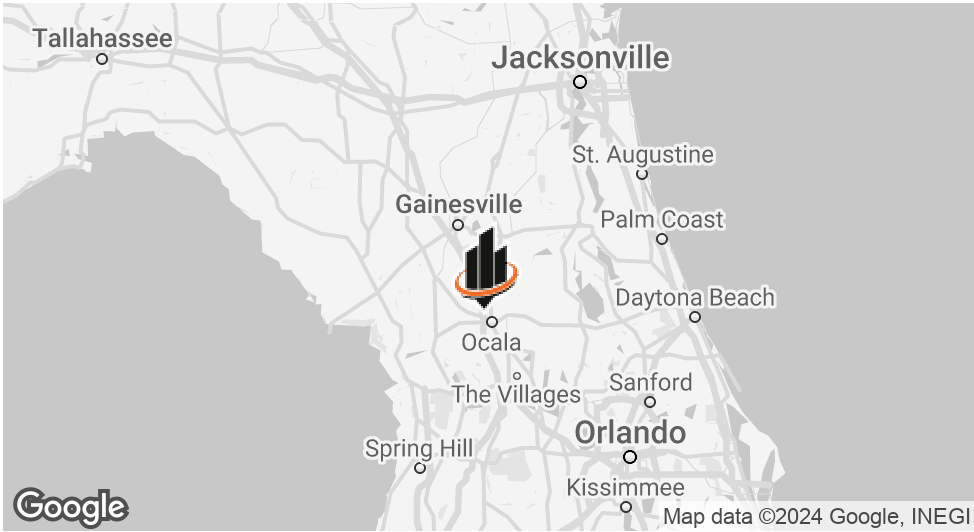 Tallahassee
Jacksonville
St. Augustine
Gainesville
Palm Coast
Daytona Beach
Ocala
The Villages
Sanford
Orlando
Spring Hill
Kissimmee
Google
Map data ©2024 Google, INEGI